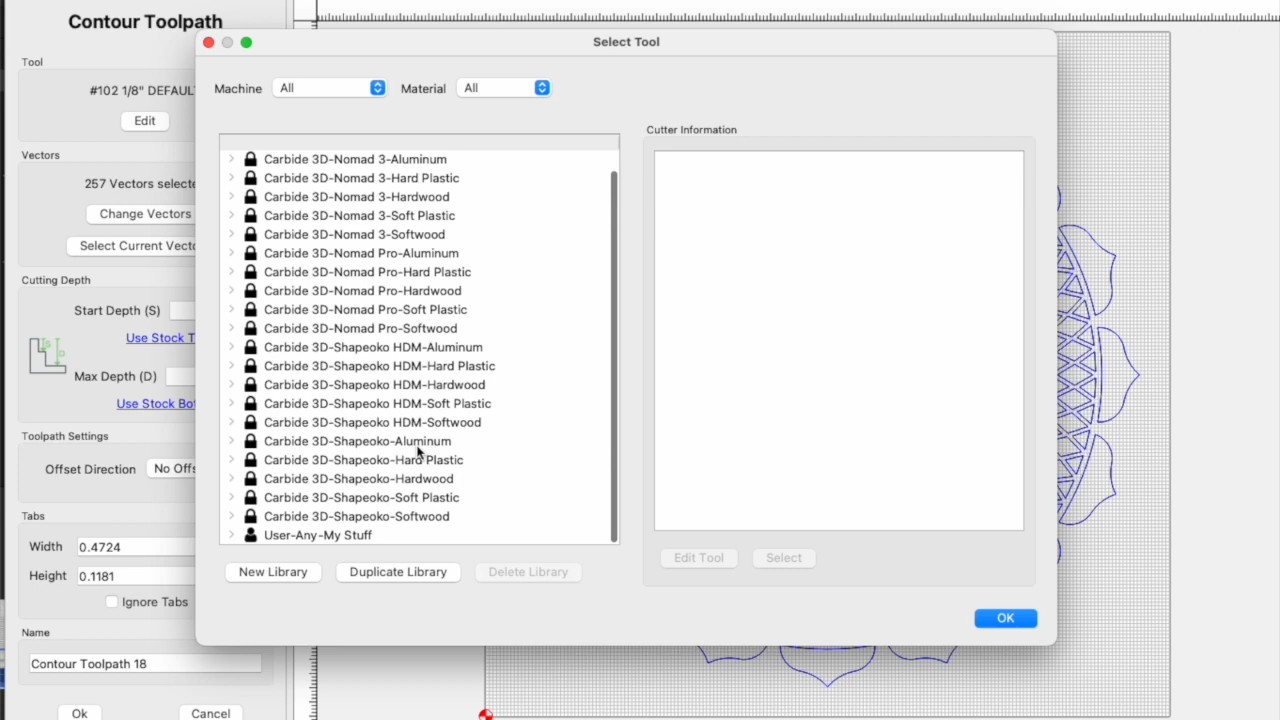 Contour Toolpath
Tool
#102 1/8" DEFAUL
Edit
Vectors
257 Vectors selecte
Change Vectors
Select Current Vecto
Cutting Depth
Start Depth (S)
Use Stock T
Max Depth (D)
Use Stock Bot
Toolpath Settings
Offset Direction No Offs
Tabs
Width 0.4724
Height 0.1181
Ignore Tabs
Name
Contour Toolpath 18
Ok Cancel
Select Tool
Machine All Material All
Carbide 3D-Nomad 3-Aluminum
Carbide 3D-Nomad 3-Hard Plastic
Carbide 3D-Nomad 3-Hardwood
Carbide 3D-Nomad 3-Soft Plastic
Carbide 3D-Nomad 3-Softwood
Carbide 3D-Nomad Pro-Aluminum
Carbide 3D-Nomad Pro-Hard Plastic
Carbide 3D-Nomad Pro-Hardwood
Carbide 3D-Nomad Pro-Soft Plastic
Carbide 3D-Nomad Pro-Softwood
Carbide 3D-Shapeoko HDM-Aluminum
Carbide 3D-Shapeoko HDM-Hard Plastic
Carbide 3D-Shapeoko HDM-Hardwood
Carbide 3D-Shapeoko HDM-Soft Plastic
Carbide 3D-Shapeoko HDM-Softwood
Carbide 3D-Shapeoko-Aluminum
Carbide 3D-Shapeoko-Hard Plastic
Carbide 3D-Shapeoko-Hardwood
Carbide 3D-Shapeoko-Soft Plastic
Carbide 3D-Shapeoko-Softwood
User-Any-My Stuff
New Library Duplicate Library Delete Library
Cutter Information
Edit Tool Select
OK